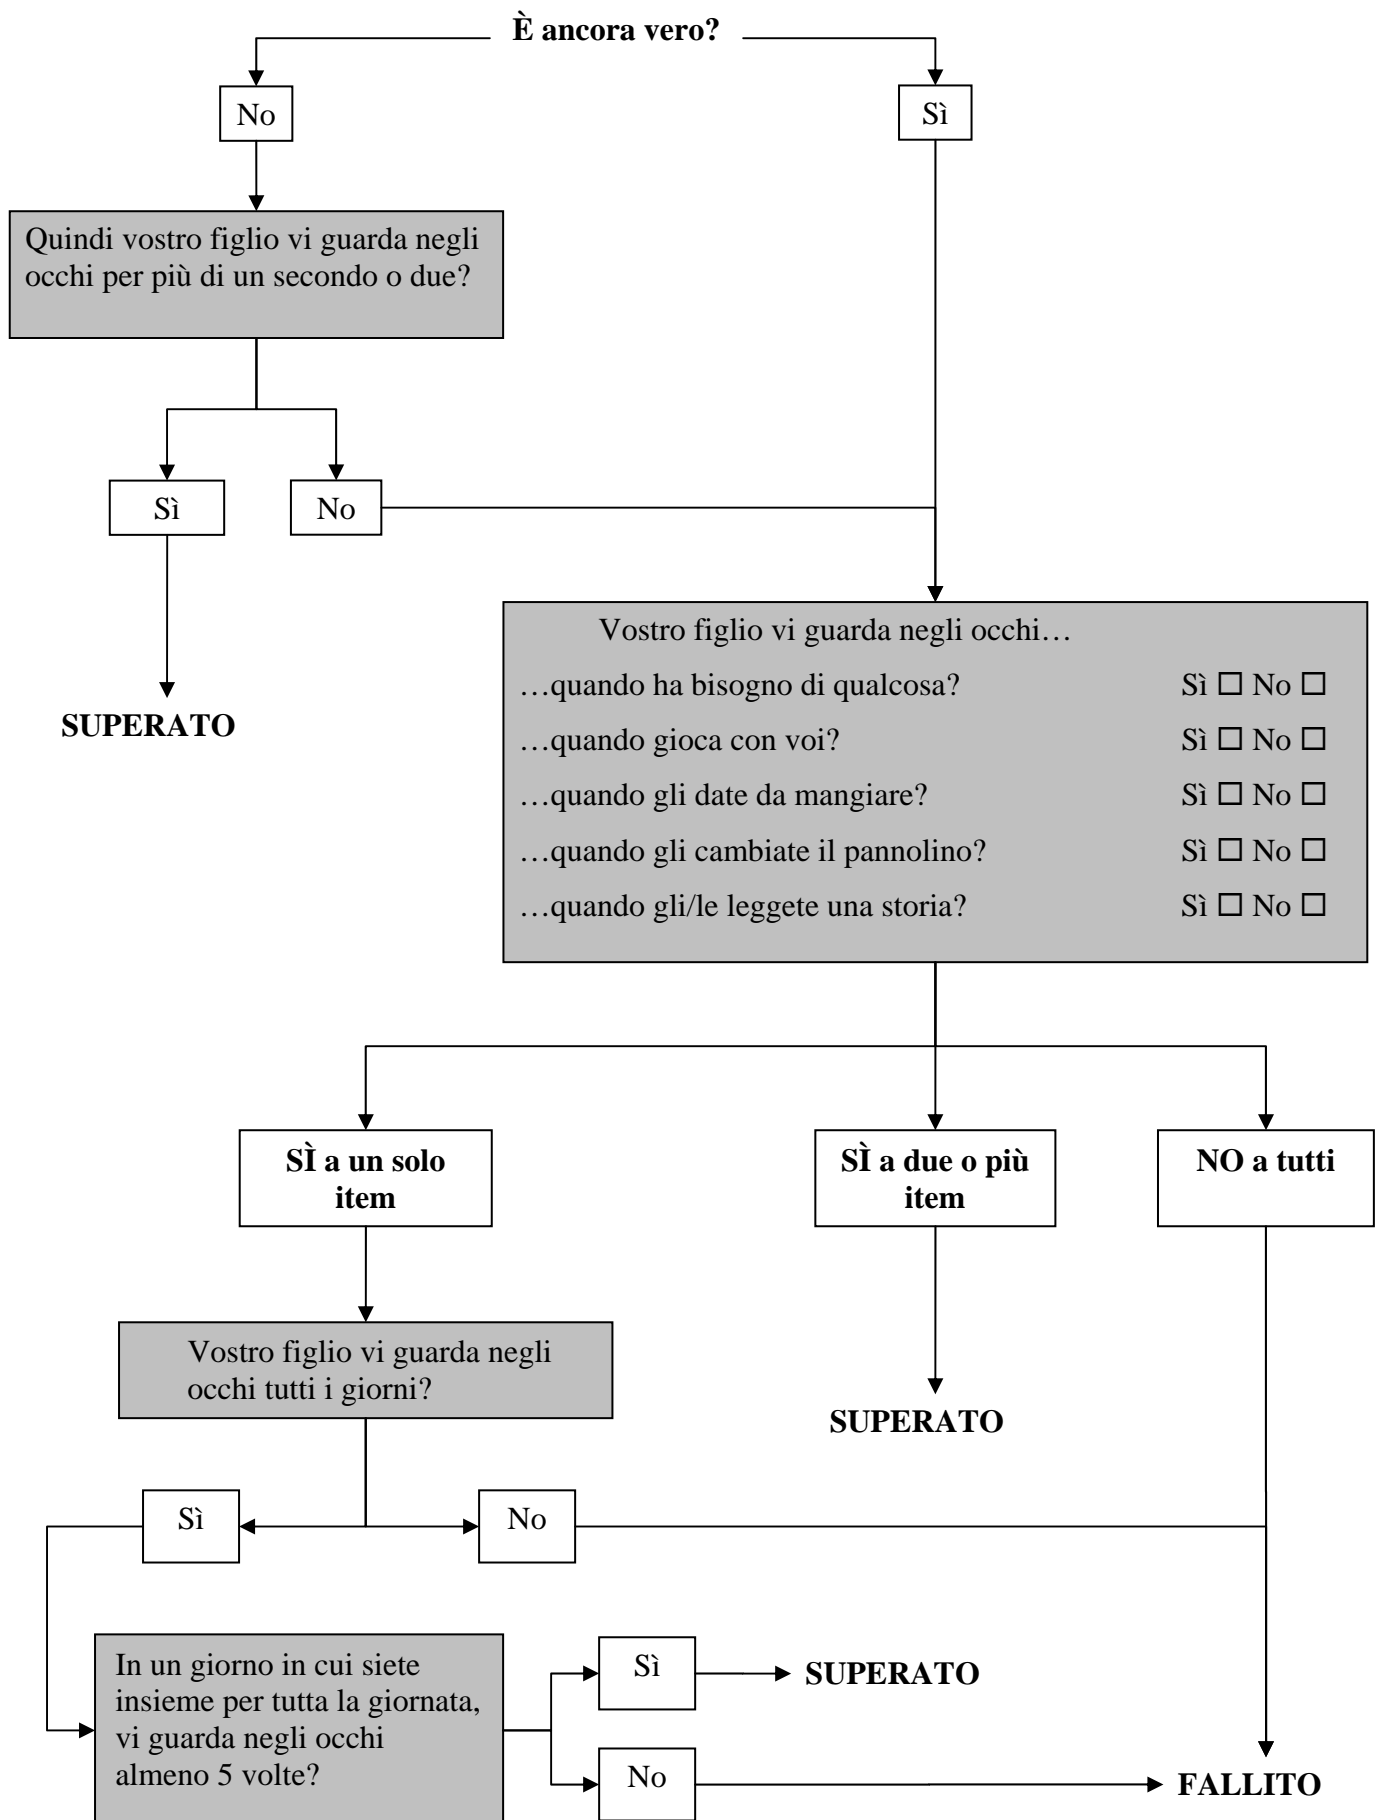 È ancora vero?
No
Sì
Quindi vostro figlio vi guarda negli
occhi per più di un secondo o due?
Sì
No
SUPERATO
Vostro figlio vi guarda negli occhi…
…quando ha bisogno di qualcosa? Sì □ No □
…quando gioca con voi? Sì □ No □
…quando gli date da mangiare? Sì □ No □
…quando gli cambiate il pannolino? Sì □ No □
…quando gli/le leggete una storia? Sì □ No □
SÌ a un solo
item
SÌ a due o più
item
NO a tutti
Vostro figlio vi guarda negli
occhi tutti i giorni?
SUPERATO
Sì
No
In un giorno in cui siete
insieme per tutta la giornata,
vi guarda negli occhi
almeno 5 volte?
Sì
SUPERATO
No
FALLITO